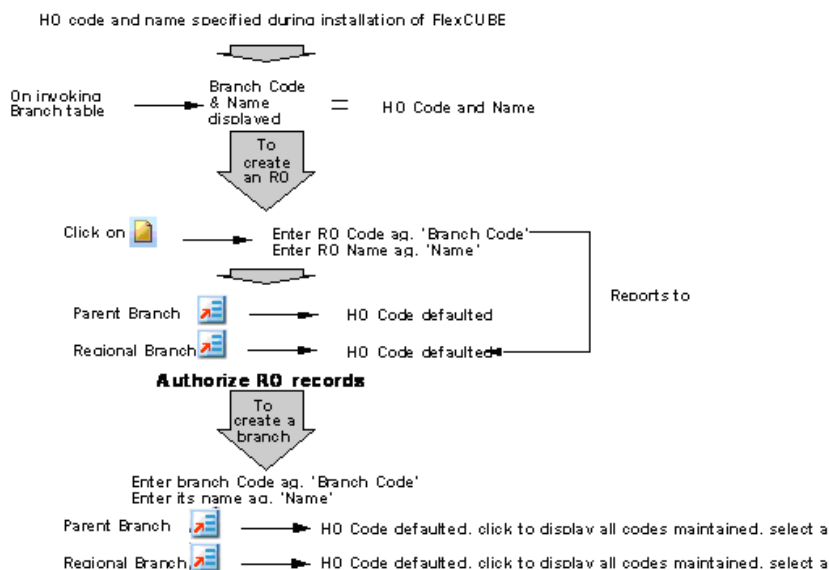 HO code and name specified during installation of FlexCUBE
On invoking
Branch table
Branch Code
& Name
displayed
=
HO Code and Name
To
create
an RO
Click on
Enter RO Code ag. 'Branch Code'
Enter RO Name ag. 'Name'
Reports to
Parent Branch
HO Code defaulted
Regional Branch
HO Code defaulted
Authorize RO records
To
create a
branch
Enter branch Code ag. 'Branch Code'
Enter its name ag. 'Name'
Parent Branch
HO Code defaulted. click to display all codes maintained. select a
Regional Branch
HO Code defaulted. click to display all codes maintained. select a